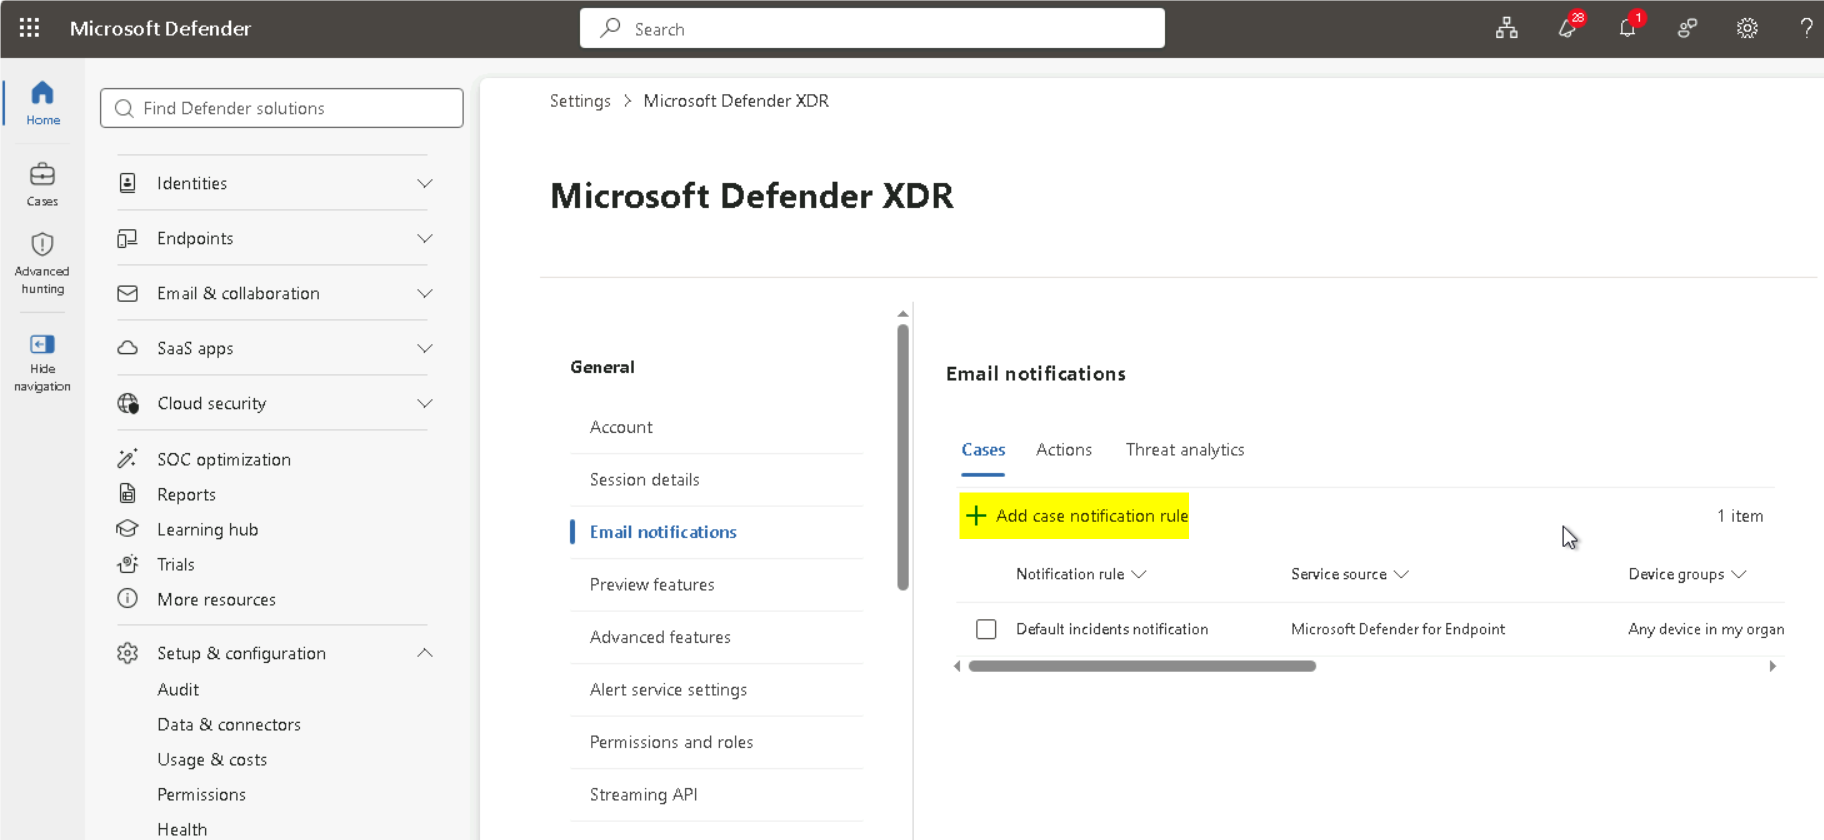 Microsoft Defender
Search
28
1
?
Home
Cases
Advanced
hunting
Hide
navigation
Find Defender solutions
Identities
Endpoints
Email & collaboration
SaaS apps
Cloud security
SOC optimization
Reports
Learning hub
Trials
More resources
Setup & configuration
Audit
Data & connectors
Usage & costs
Permissions
Health
Settings > Microsoft Defender XDR
Microsoft Defender XDR
General
Account
Session details
Email notifications
Preview features
Advanced features
Alert service settings
Permissions and roles
Streaming API
Email notifications
Cases Actions Threat analytics
+ Add case notification rule 1 item
Notification rule Service source Device groups
Default incidents notification Microsoft Defender for Endpoint Any device in my organ